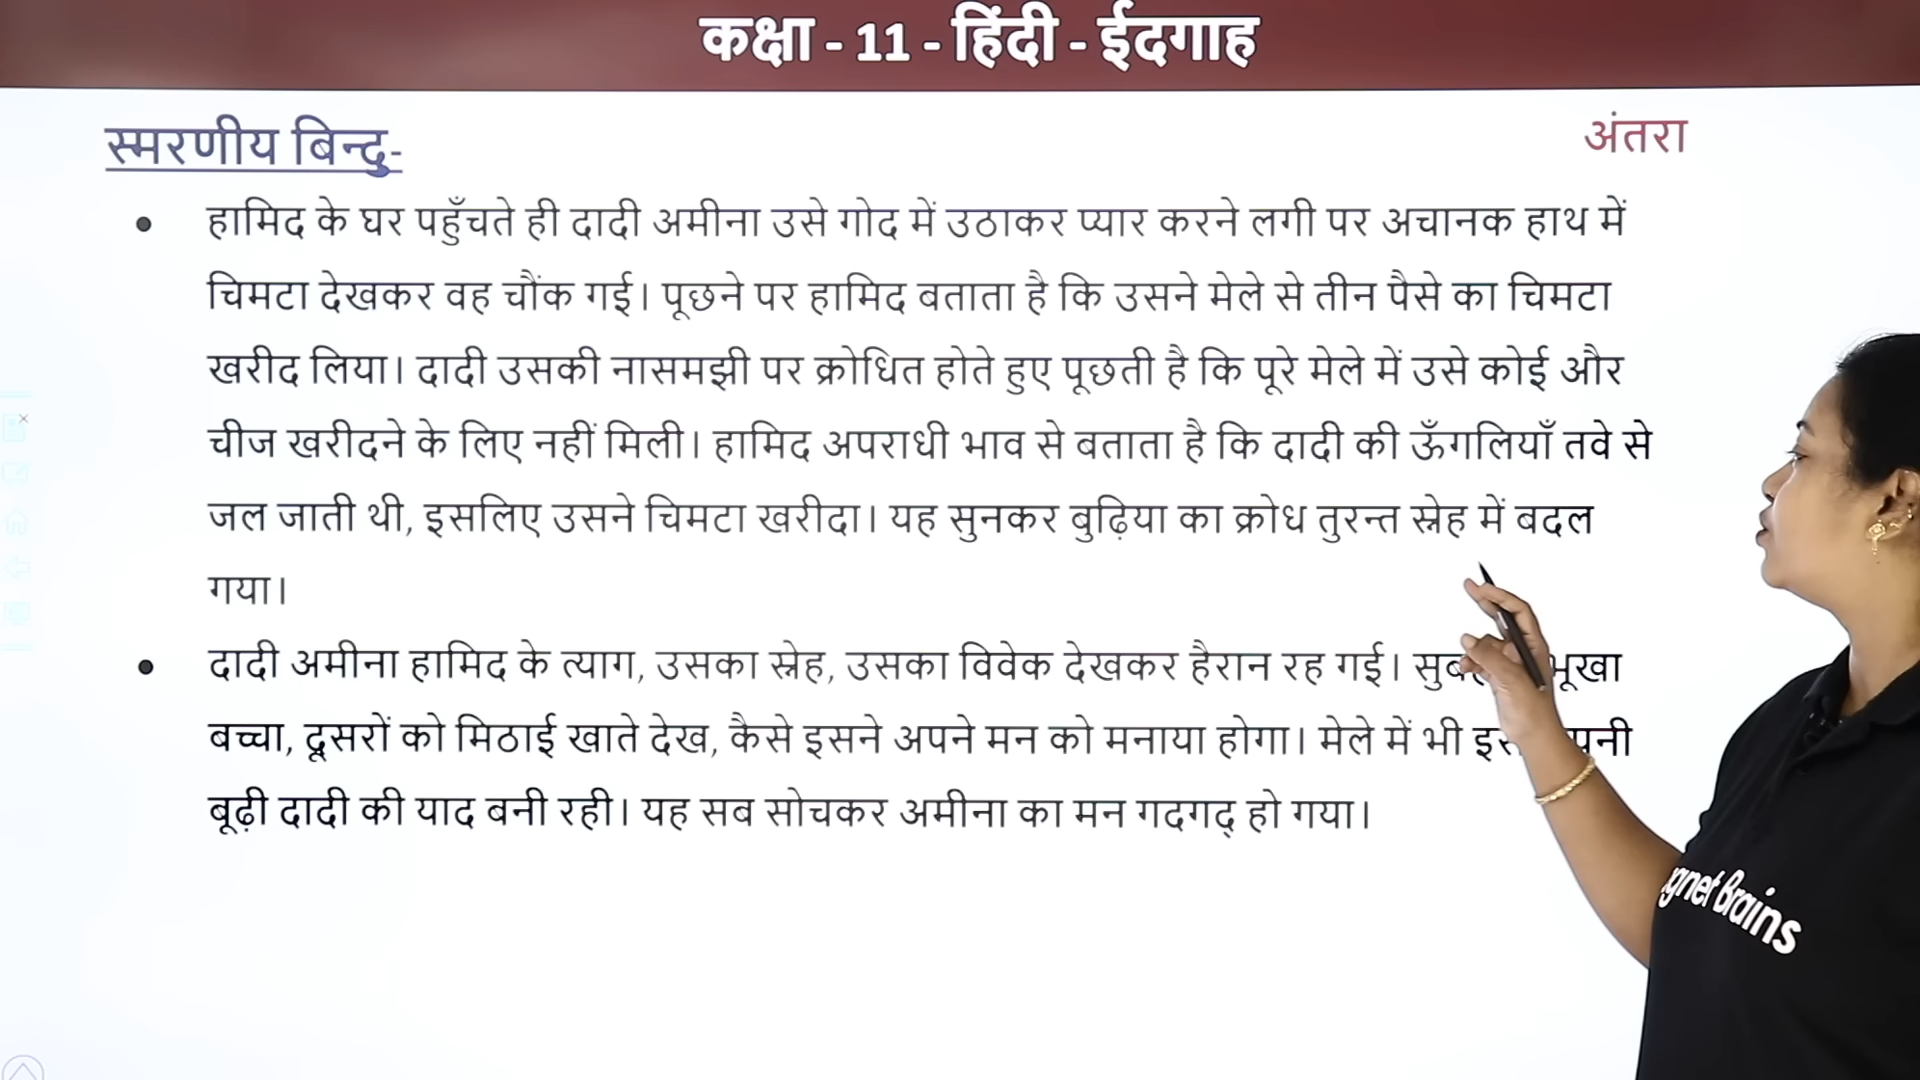 कक्षा - 11 - हिंदी - ईदगाह
स्मरणीय बिन्दु-
अंतरा
हामिद के घर पहुँचते ही दादी अमीना उसे गोद में उठाकर प्यार करने लगी पर अचानक हाथ में
चिमटा देखकर वह चौंक गई। पूछने पर हामिद बताता है कि उसने मेले से तीन पैसे का चिमटा
खरीद लिया। दादी उसकी नासमझी पर क्रोधित होते हुए पूछती है कि पूरे मेले में उसे कोई और
चीज खरीदने के लिए नहीं मिली। हामिद अपराधी भाव से बताता है कि दादी की ऊँगलियाँ तवे से
जल जाती थी, इसलिए उसने चिमटा खरीदा। यह सुनकर बुढ़िया का क्रोध तुरन्त स्नेह में बदल
गया।
दादी अमीना हामिद के त्याग, उसका स्नेह, उसका विवेक देखकर हैरान रह गई। भूखा
बच्चा, दूसरों को मिठाई खाते देख, कैसे इसने अपने मन को मनाया होगा। मेले में भी
बूढ़ी दादी की याद बनी रही। यह सब सोचकर अमीना का मन गदगद् हो गया।
Brains